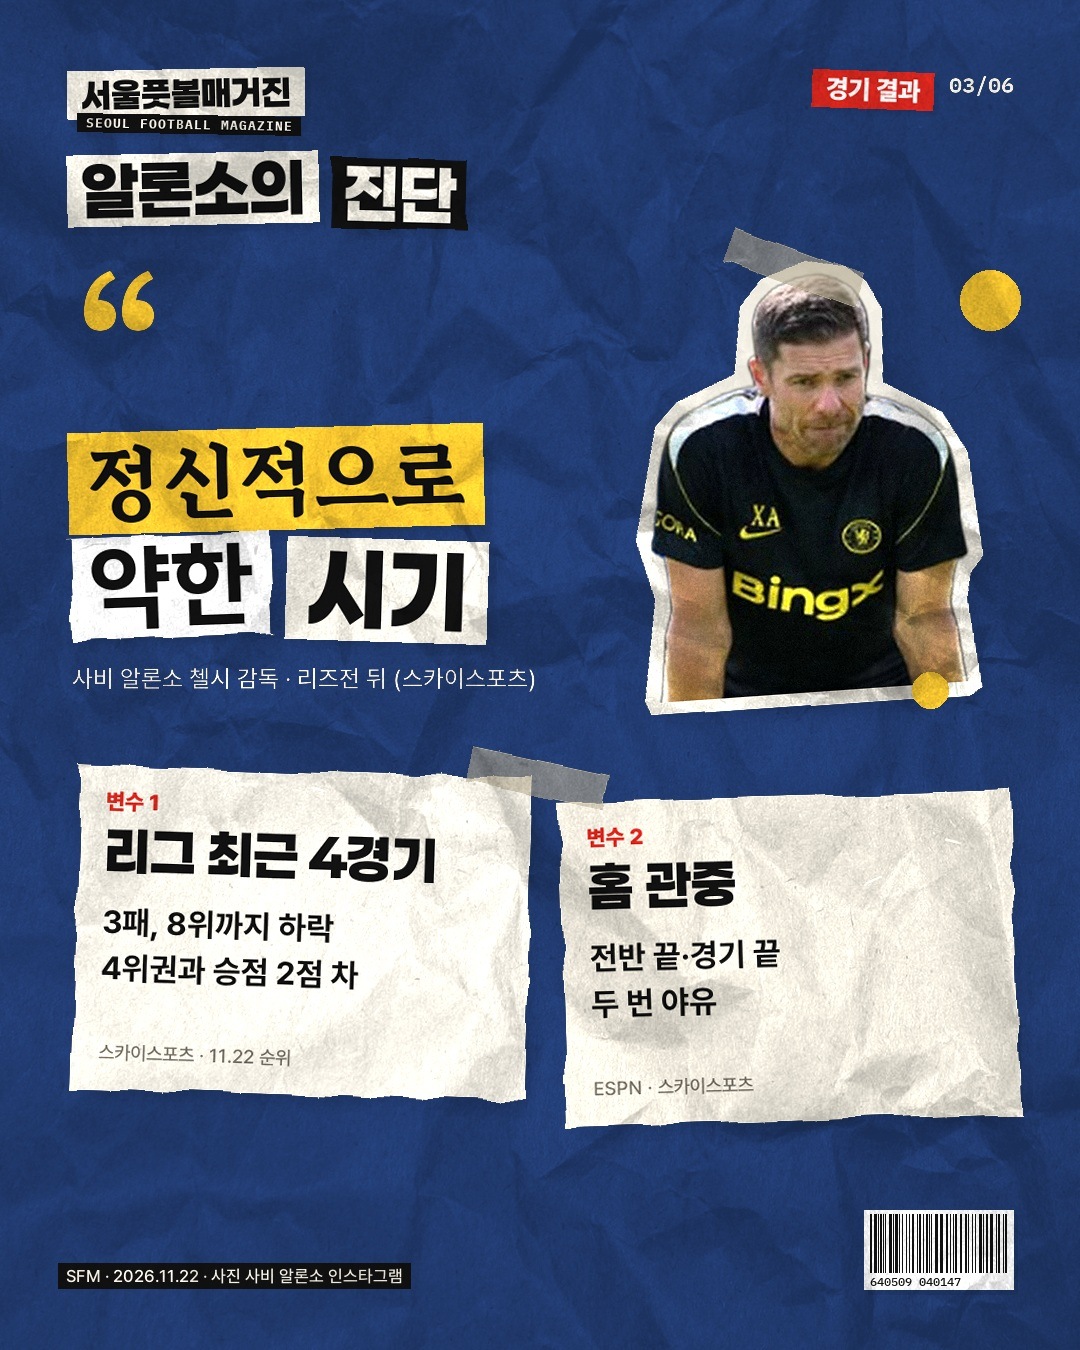 서울풋볼매거진
SEOUL FOOTBALL MAGAZINE
경기 결과
03/06
알론소의 진단
“
정신적으로
약한 시기
사비 알론소 첼시 감독 · 리즈전 뒤 (스카이스포츠)
XA
BingX
변수 1
리그 최근 4경기
3패, 8위까지 하락
4위권과 승점 2점 차
스카이스포츠 · 11.22 순위
변수 2
홈 관중
전반 끝·경기 끝
두 번 야유
ESPN · 스카이스포츠
SFM · 2026.11.22 · 사진 사비 알론소 인스타그램
640509 040147